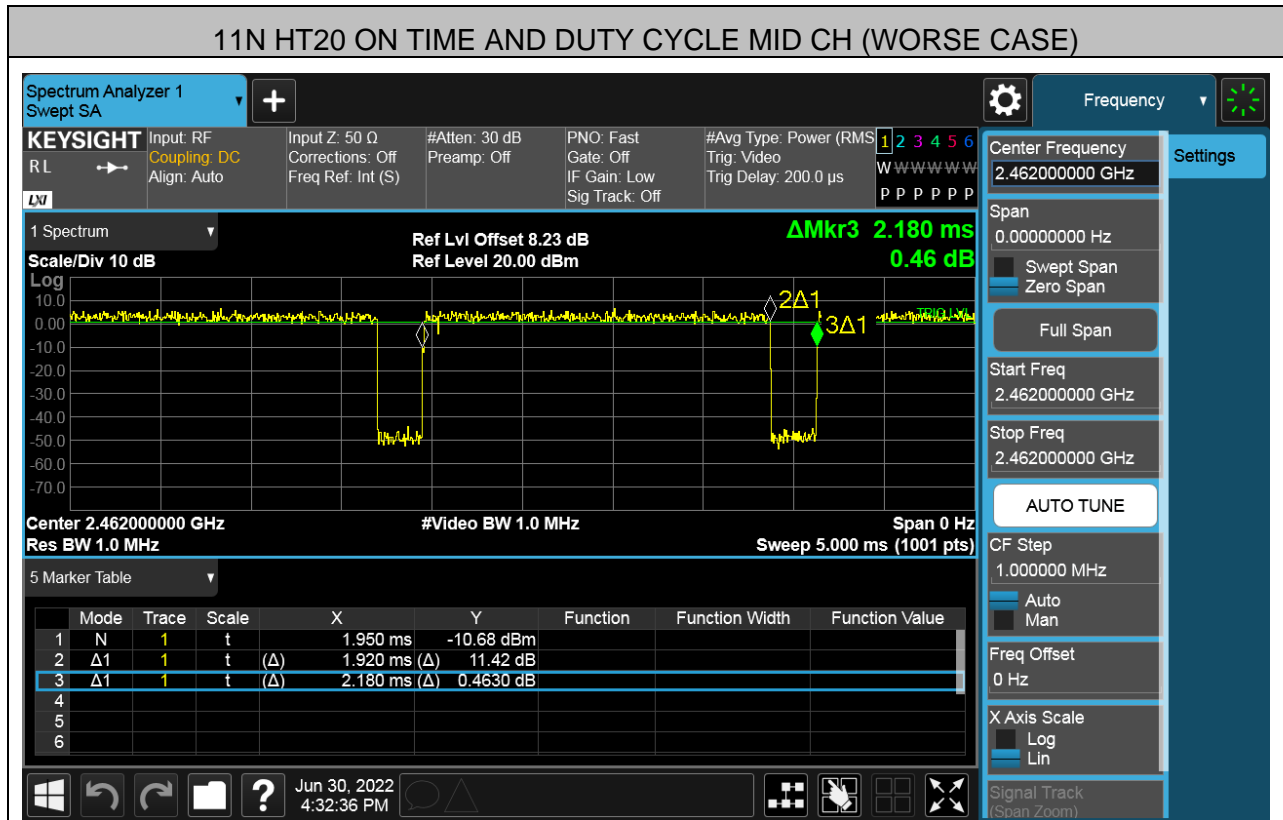 11N HT20 ON TIME AND DUTY CYCLE MID CH (WORSE CASE)
Spectrum Analyzer 1
Swept SA
Frequency
KEYSIGHT
RL
LXI
Input: RF
Coupling: DC
Align: Auto
Input Z: 50 Ω
Corrections: Off
Freq Ref: Int (S)
#Atten: 30 dB
Preamp: Off
PNO: Fast
Gate: Off
IF Gain: Low
Sig Track: Off
#Avg Type: Power (RMS
Trig: Video
Trig Delay: 200.0 µs
1 2 3 4 5 6
W W W W W W
P P P P P P
1 Spectrum
Scale/Div 10 dB
Ref Lvl Offset 8.23 dB
Ref Level 20.00 dBm
ΔMkr3 2.180 ms
0.46 dB
Log
10.0
0.00
-10.0
-20.0
-30.0
-40.0
-50.0
-60.0
-70.0
1
2Δ1
3Δ1
TRIG LVL
Center 2.462000000 GHz
#Video BW 1.0 MHz
Span 0 Hz
Res BW 1.0 MHz
Sweep 5.000 ms (1001 pts)
5 Marker Table
Mode Trace Scale X Y Function Function Width Function Value
1 N 1 t 1.950 ms -10.68 dBm
2 Δ1 1 t (Δ) 1.920 ms (Δ) 11.42 dB
3 Δ1 1 t (Δ) 2.180 ms (Δ) 0.4630 dB
4
5
6
?
Jun 30, 2022
4:32:36 PM
Center Frequency
2.462000000 GHz
Settings
Span
0.00000000 Hz
Swept Span
Zero Span
Full Span
Start Freq
2.462000000 GHz
Stop Freq
2.462000000 GHz
AUTO TUNE
CF Step
1.000000 MHz
Auto
Man
Freq Offset
0 Hz
X Axis Scale
Log
Lin
Signal Track
(Span Zoom)